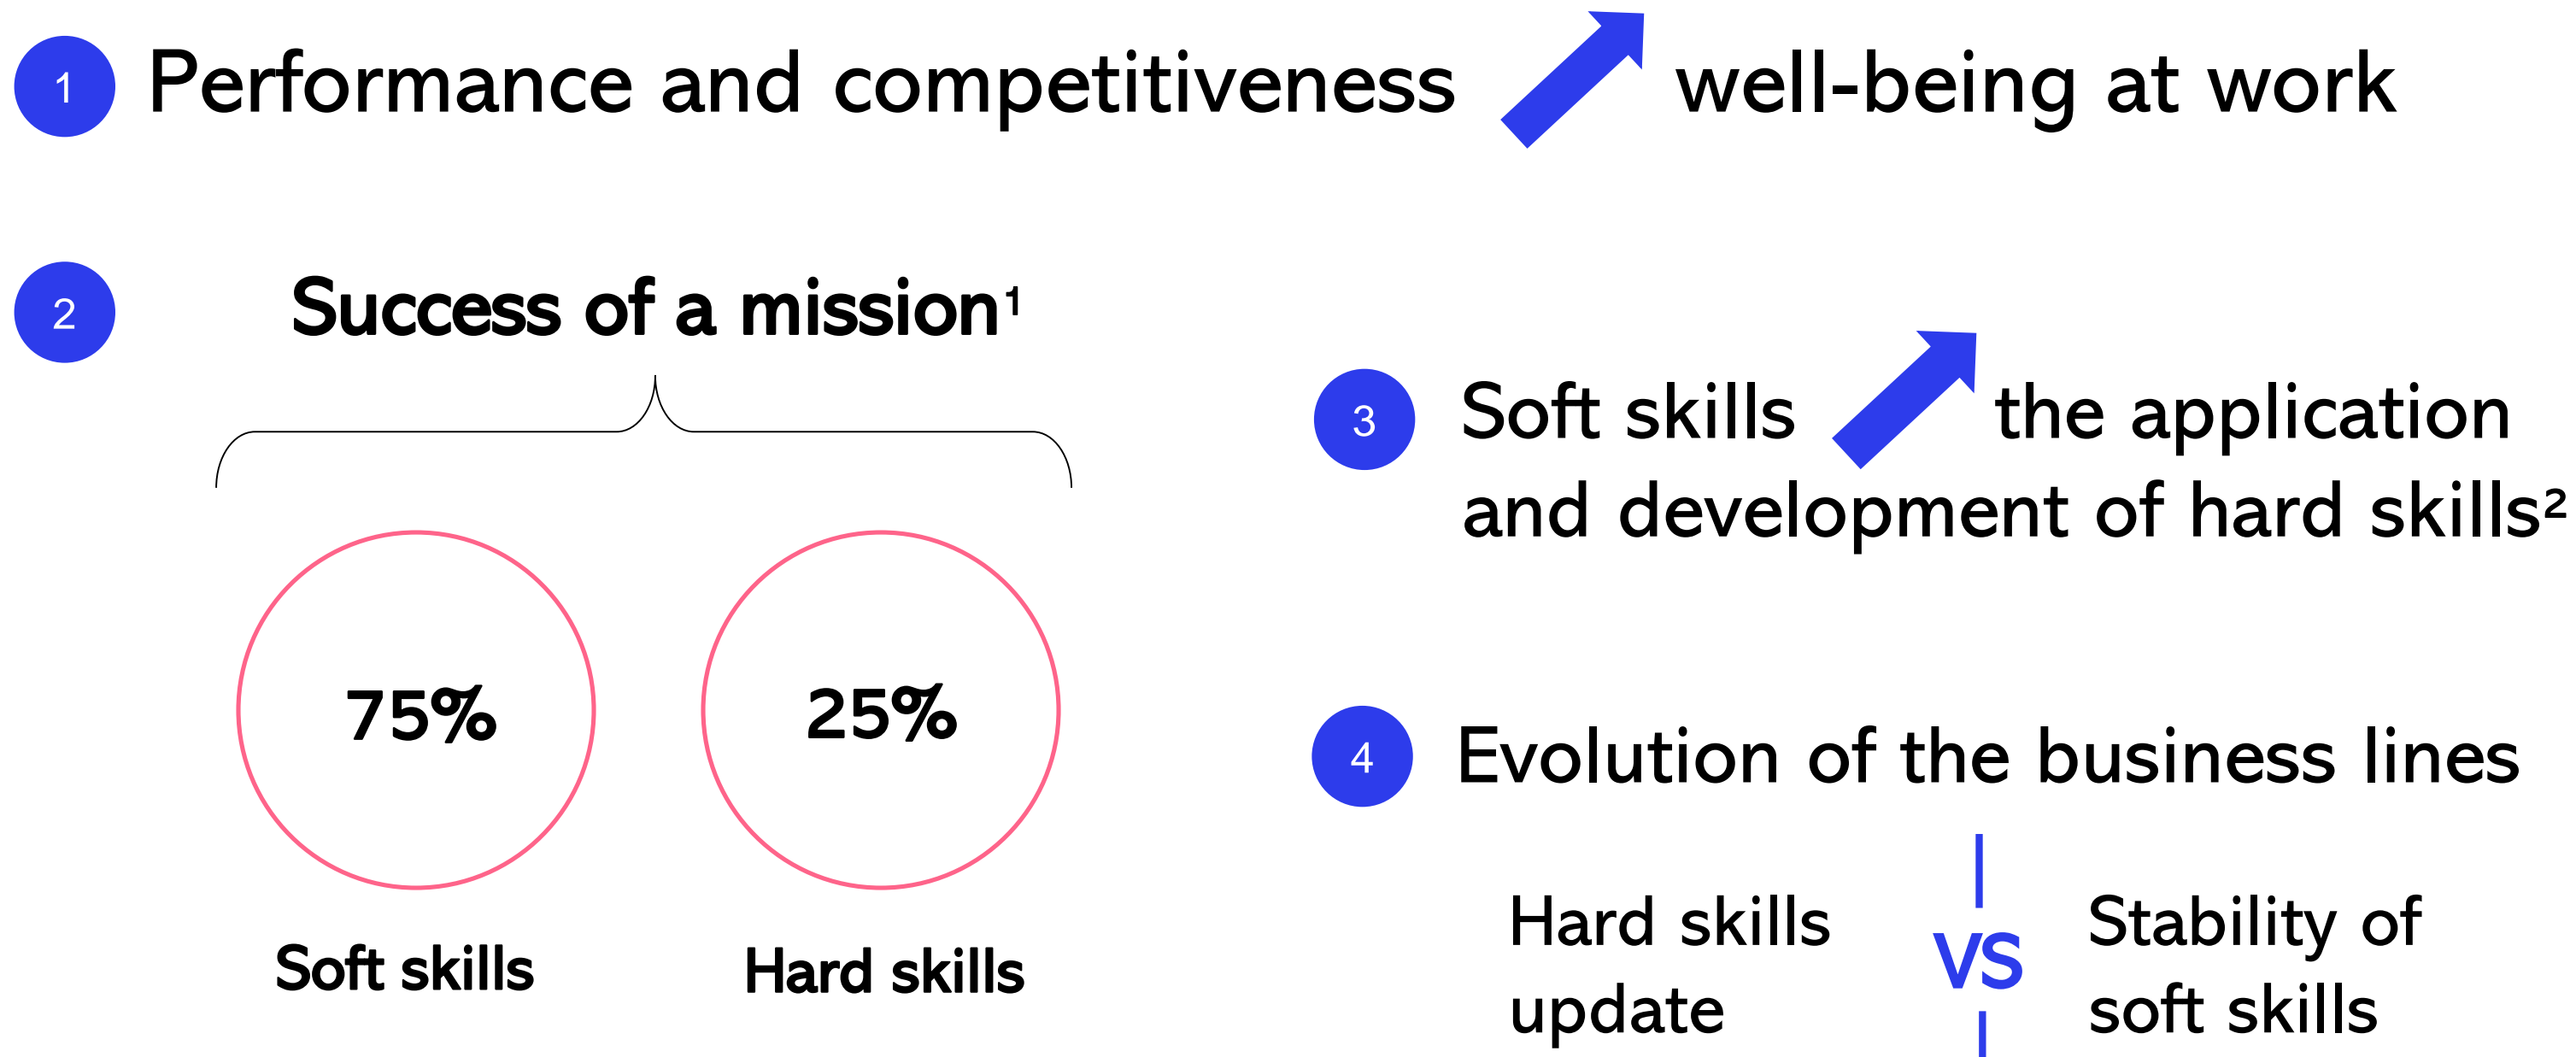 1 Performance and competitiveness well-being at work
2 Success of a mission¹
75% 25%
Soft skills Hard skills
3 Soft skills the application
and development of hard skills²
4 Evolution of the business lines
Hard skills
update
VS
Stability of
soft skills